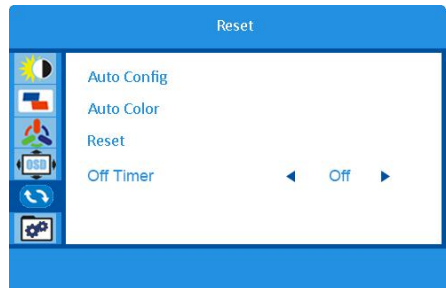 Reset
Auto Config
Auto Color
Reset
OSD
Off Timer ◀ Off ▶